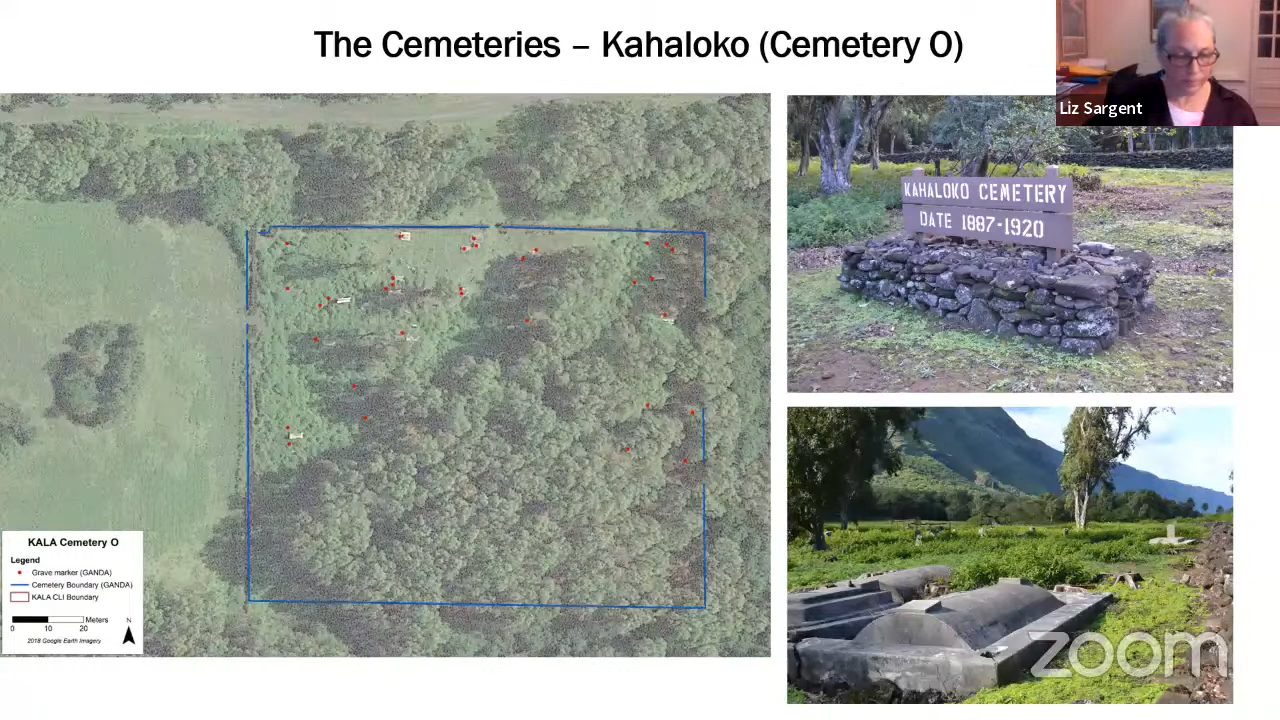 The Cemeteries – Kahaloko (Cemetery O)
Liz Sargent
KAHALOKO CEMETERY
DATE 1887-1920
KALA Cemetery O
Legend
Grave marker (GANDA)
Cemetery Boundary (GANDA)
KALA CLI Boundary
Meters
0 10 20
N
2018 Google Earth Imagery
zoom